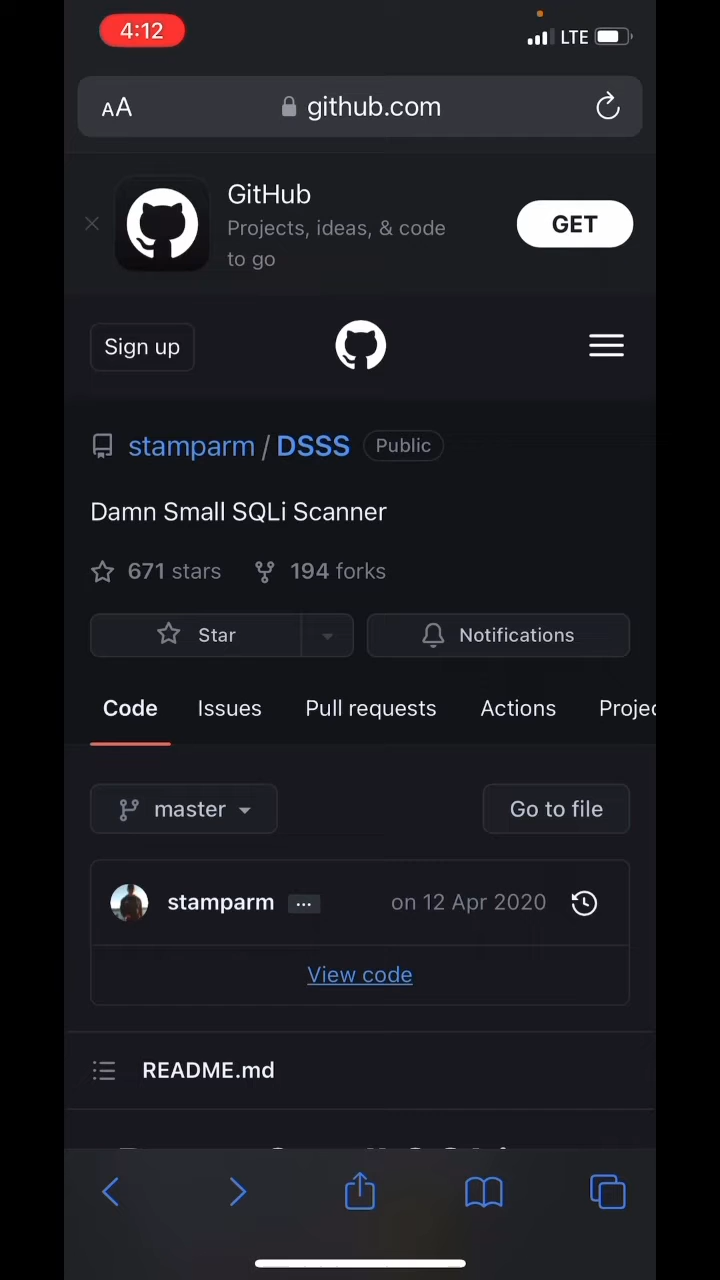 4:12
LTE
AA github.com
GitHub
Projects, ideas, & code
to go
GET
Sign up
stamparm / DSSS Public
Damn Small SQLi Scanner
671 stars 194 forks
Star Notifications
Code Issues Pull requests Actions Projec
master Go to file
stamparm ... on 12 Apr 2020
View code
README.md